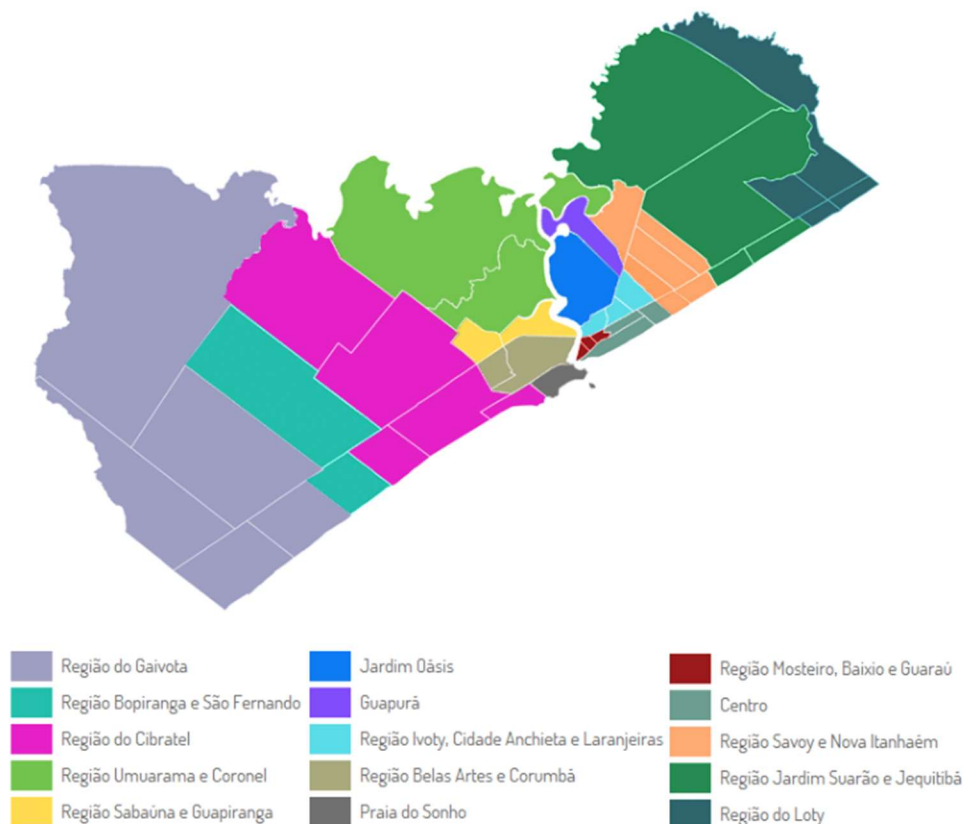 Região do Gaivota
Região Bopiranga e São Fernando
Região do Cibratel
Região Umuarama e Coronel
Região Sabaúna e Guapiranga
Jardim Oásis
Guapurá
Região Ivoty, Cidade Anchieta e Laranjeiras
Região Belas Artes e Corumbá
Praia do Sonho
Região Mosteiro, Baixio e Guaraú
Centro
Região Savoy e Nova Itanhaém
Região Jardim Suarão e Jequitibá
Região do Loty